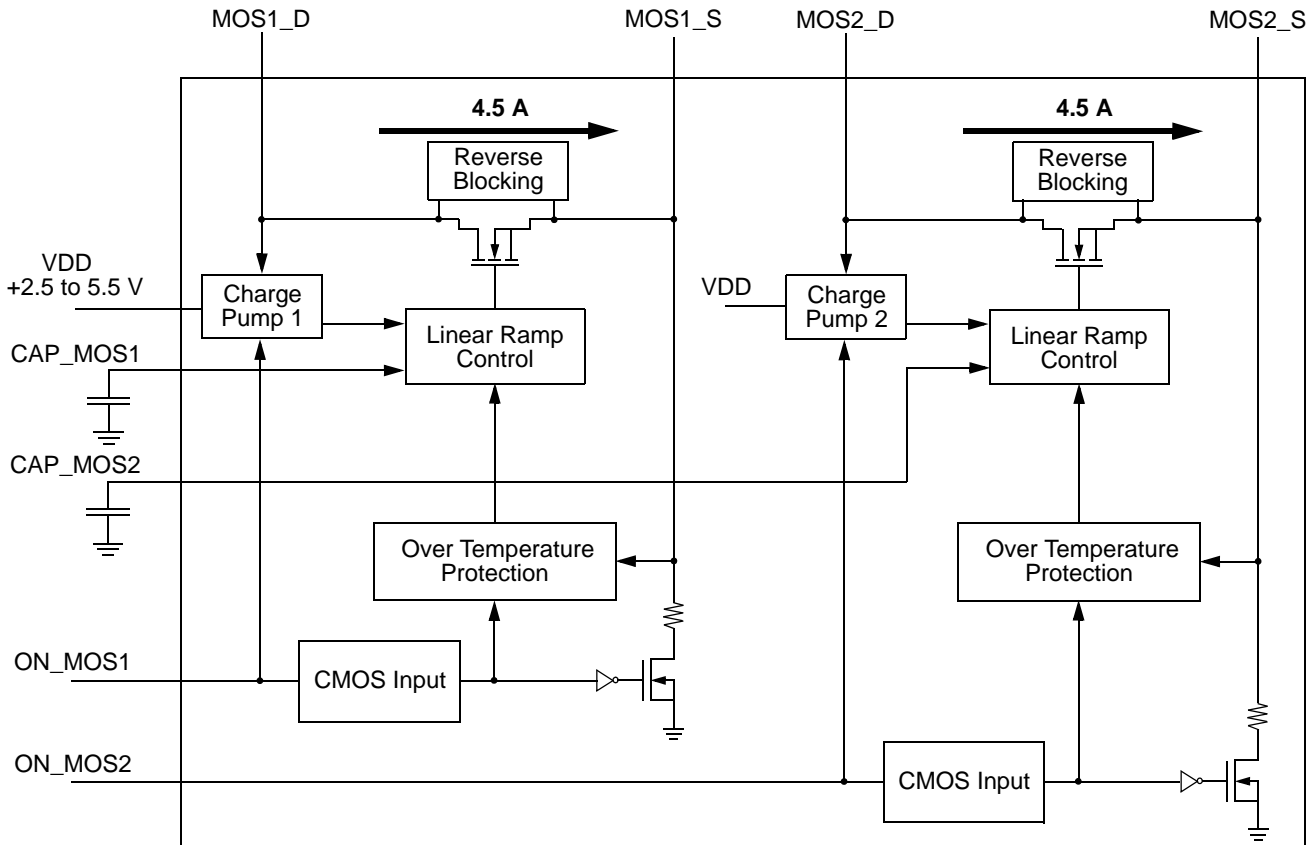 MOS1_D
MOS1_S
MOS2_D
MOS2_S
4.5 A
4.5 A
Reverse
Blocking
Reverse
Blocking
VDD
+2.5 to 5.5 V
Charge
Pump 1
Linear Ramp
Control
VDD
Charge
Pump 2
Linear Ramp
Control
CAP_MOS1
CAP_MOS2
Over Temperature
Protection
Over Temperature
Protection
ON_MOS1
CMOS Input
ON_MOS2
CMOS Input